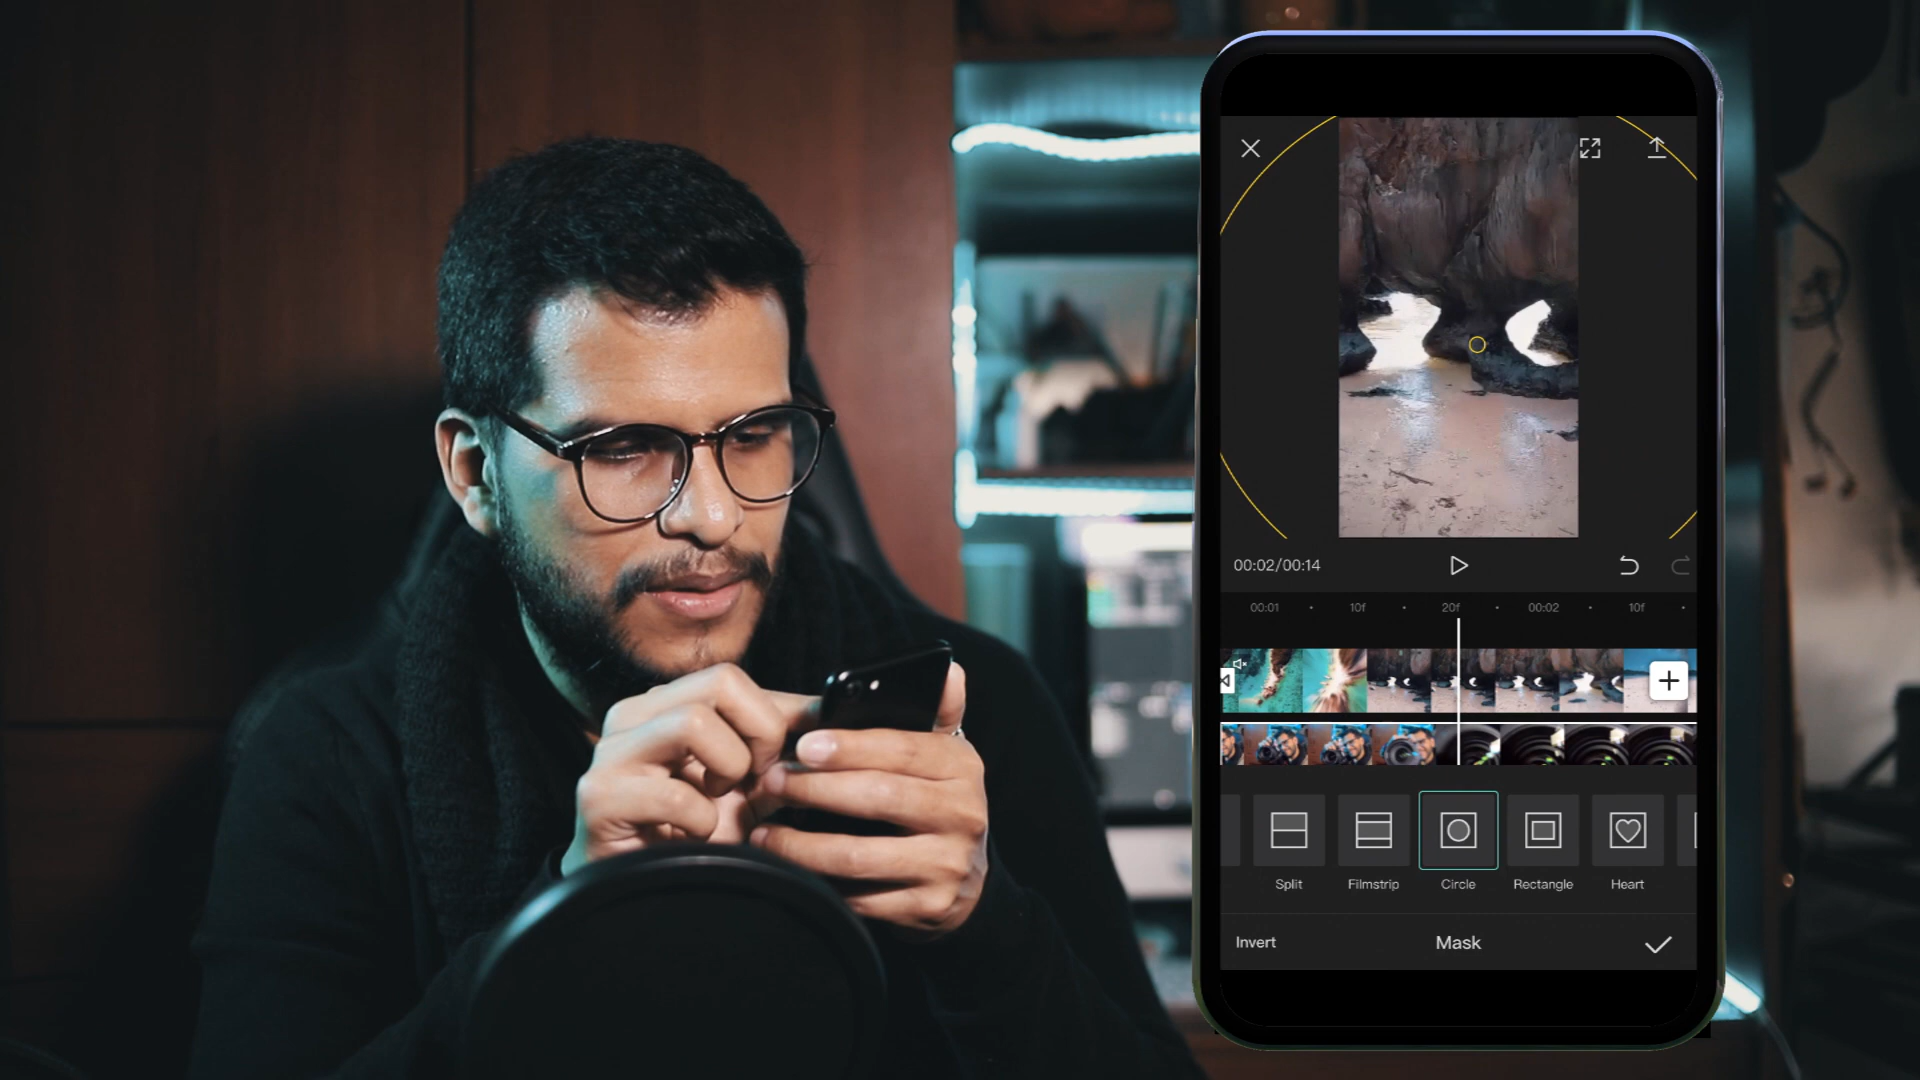 00:02/00:14
00:01 10f 20f 00:02 10f
Split Filmstrip Circle Rectangle Heart
Invert Mask